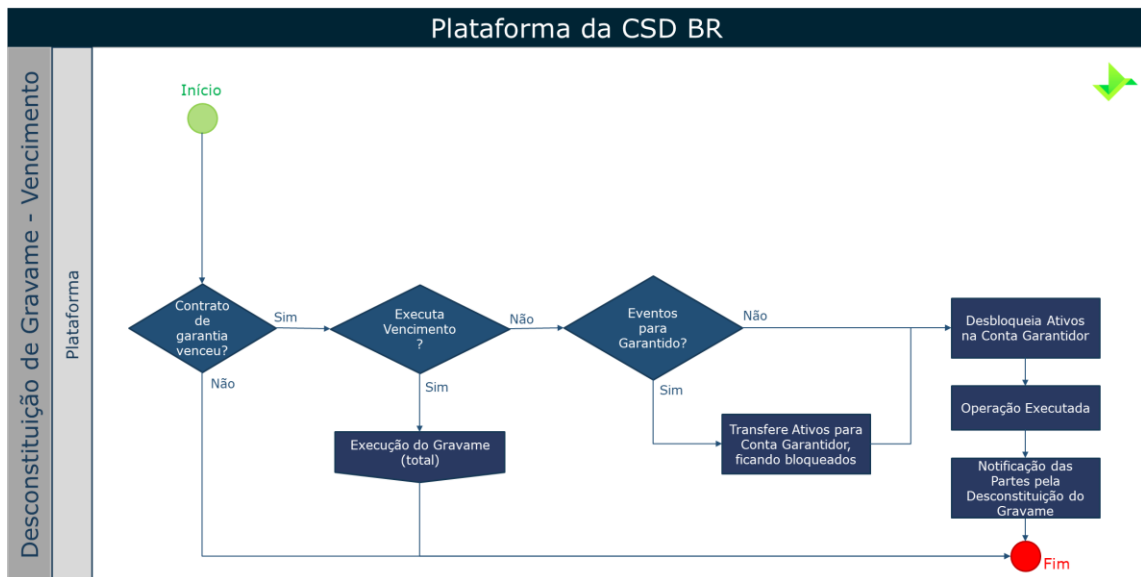 Plataforma da CSD BR
Desconstituição de Gravame - Vencimento
Plataforma
Início
Contrato
de
garantia
venceu?
Sim
Não
Executa
Vencimento
?
Não
Sim
Eventos
para
Garantido?
Não
Sim
Desbloqueia Ativos
na Conta Garantidor
Execução do Gravame
(total)
Transfere Ativos para
Conta Garantidor,
ficando bloqueados
Operação Executada
Notificação das
Partes pela
Desconstituição do
Gravame
Fim